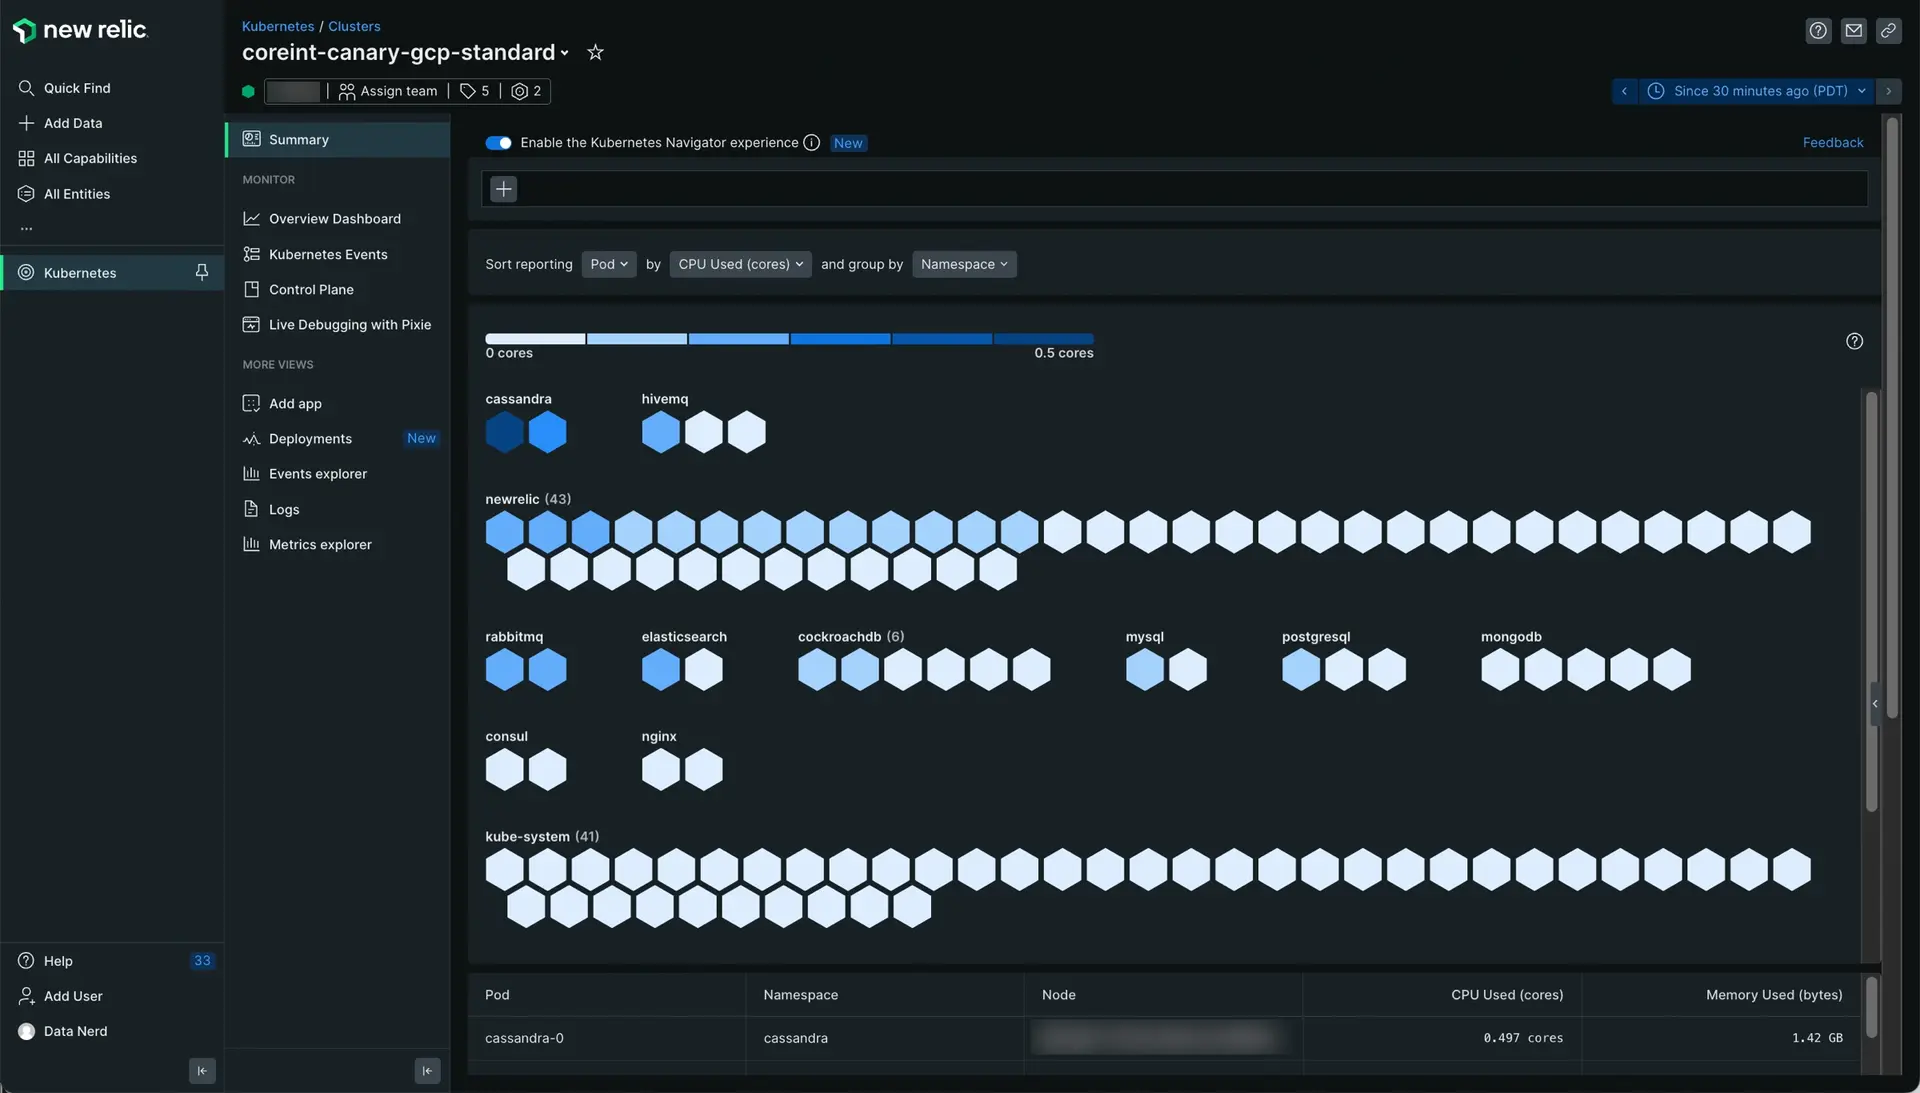 new relic
Quick Find
Add Data
All Capabilities
All Entities
...
Kubernetes
Help 33
Add User
Data Nerd
Kubernetes / Clusters
coreint-canary-gcp-standard
Assign team 5 2
Since 30 minutes ago (PDT)
Summary
MONITOR
Overview Dashboard
Kubernetes Events
Control Plane
Live Debugging with Pixie
MORE VIEWS
Add app
Deployments New
Events explorer
Logs
Metrics explorer
Enable the Kubernetes Navigator experience New Feedback
Sort reporting Pod by CPU Used (cores) and group by Namespace
0 cores 0.5 cores
cassandra hivemq
newrelic (43)
rabbitmq elasticsearch cockroachdb (6) mysql postgresql mongodb
consul nginx
kube-system (41)
Pod Namespace Node CPU Used (cores) Memory Used (bytes)
cassandra-0 cassandra 0.497 cores 1.42 GB